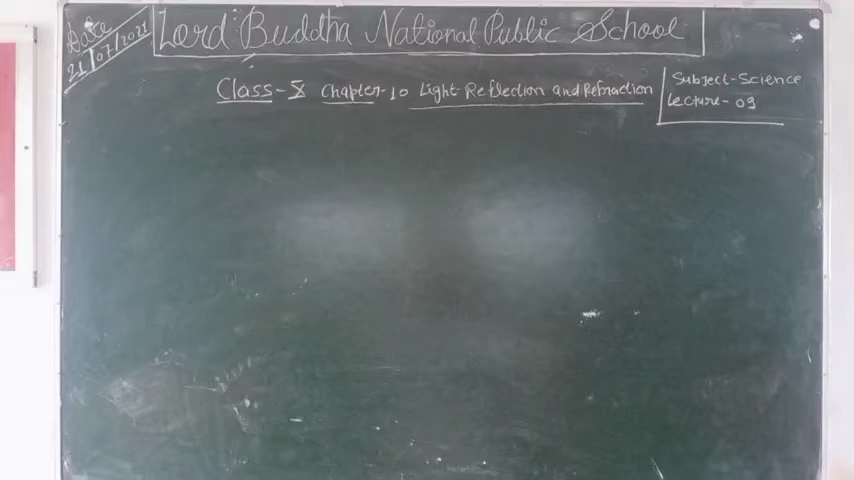 Date
21/07/2021
Lord Buddha National Public School
Class-X Chapter-10 Light-Reflection and Refraction
Subject-Science
Lecture-09